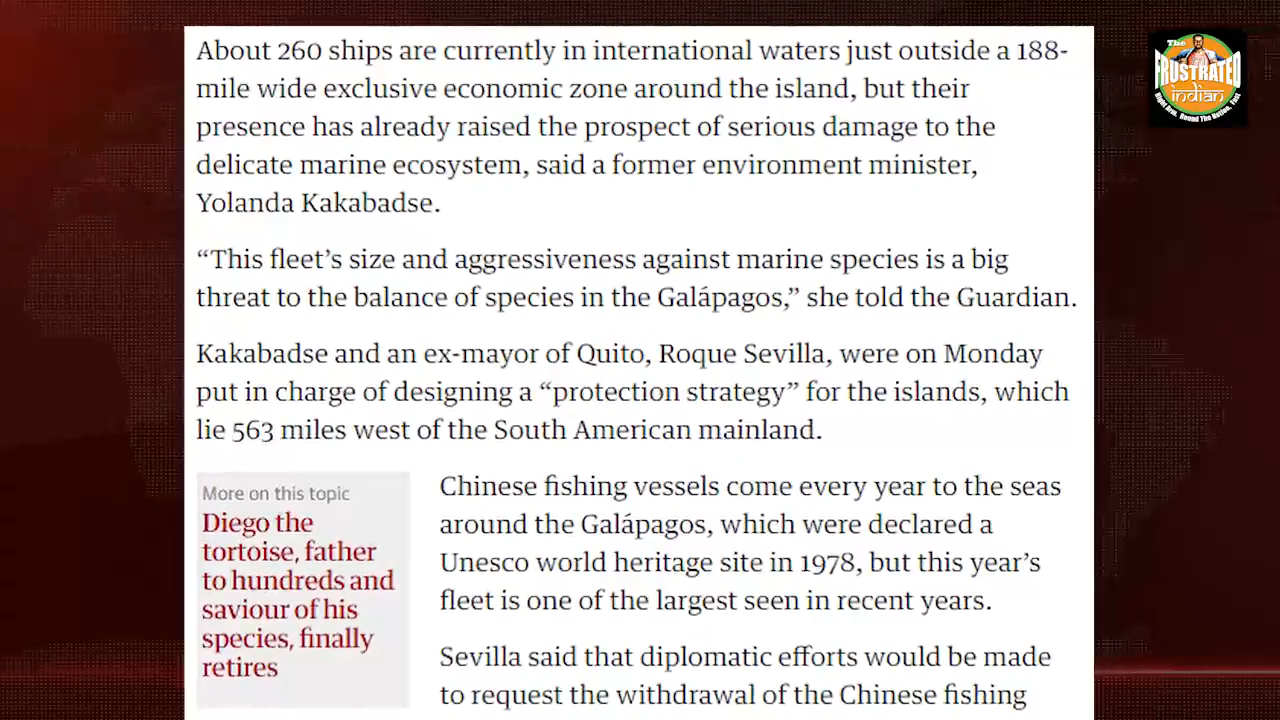 About 260 ships are currently in international waters just outside a 188-
mile wide exclusive economic zone around the island, but their
presence has already raised the prospect of serious damage to the
delicate marine ecosystem, said a former environment minister,
Yolanda Kakabadse.
“This fleet’s size and aggressiveness against marine species is a big
threat to the balance of species in the Galápagos,” she told the Guardian.
Kakabadse and an ex-mayor of Quito, Roque Sevilla, were on Monday
put in charge of designing a “protection strategy” for the islands, which
lie 563 miles west of the South American mainland.
More on this topic
Diego the
tortoise, father
to hundreds and
saviour of his
species, finally
retires
Chinese fishing vessels come every year to the seas
around the Galápagos, which were declared a
Unesco world heritage site in 1978, but this year’s
fleet is one of the largest seen in recent years.
Sevilla said that diplomatic efforts would be made
to request the withdrawal of the Chinese fishing
The
FRUSTRATED
indian
Right Arm. Round The Nation. Fast